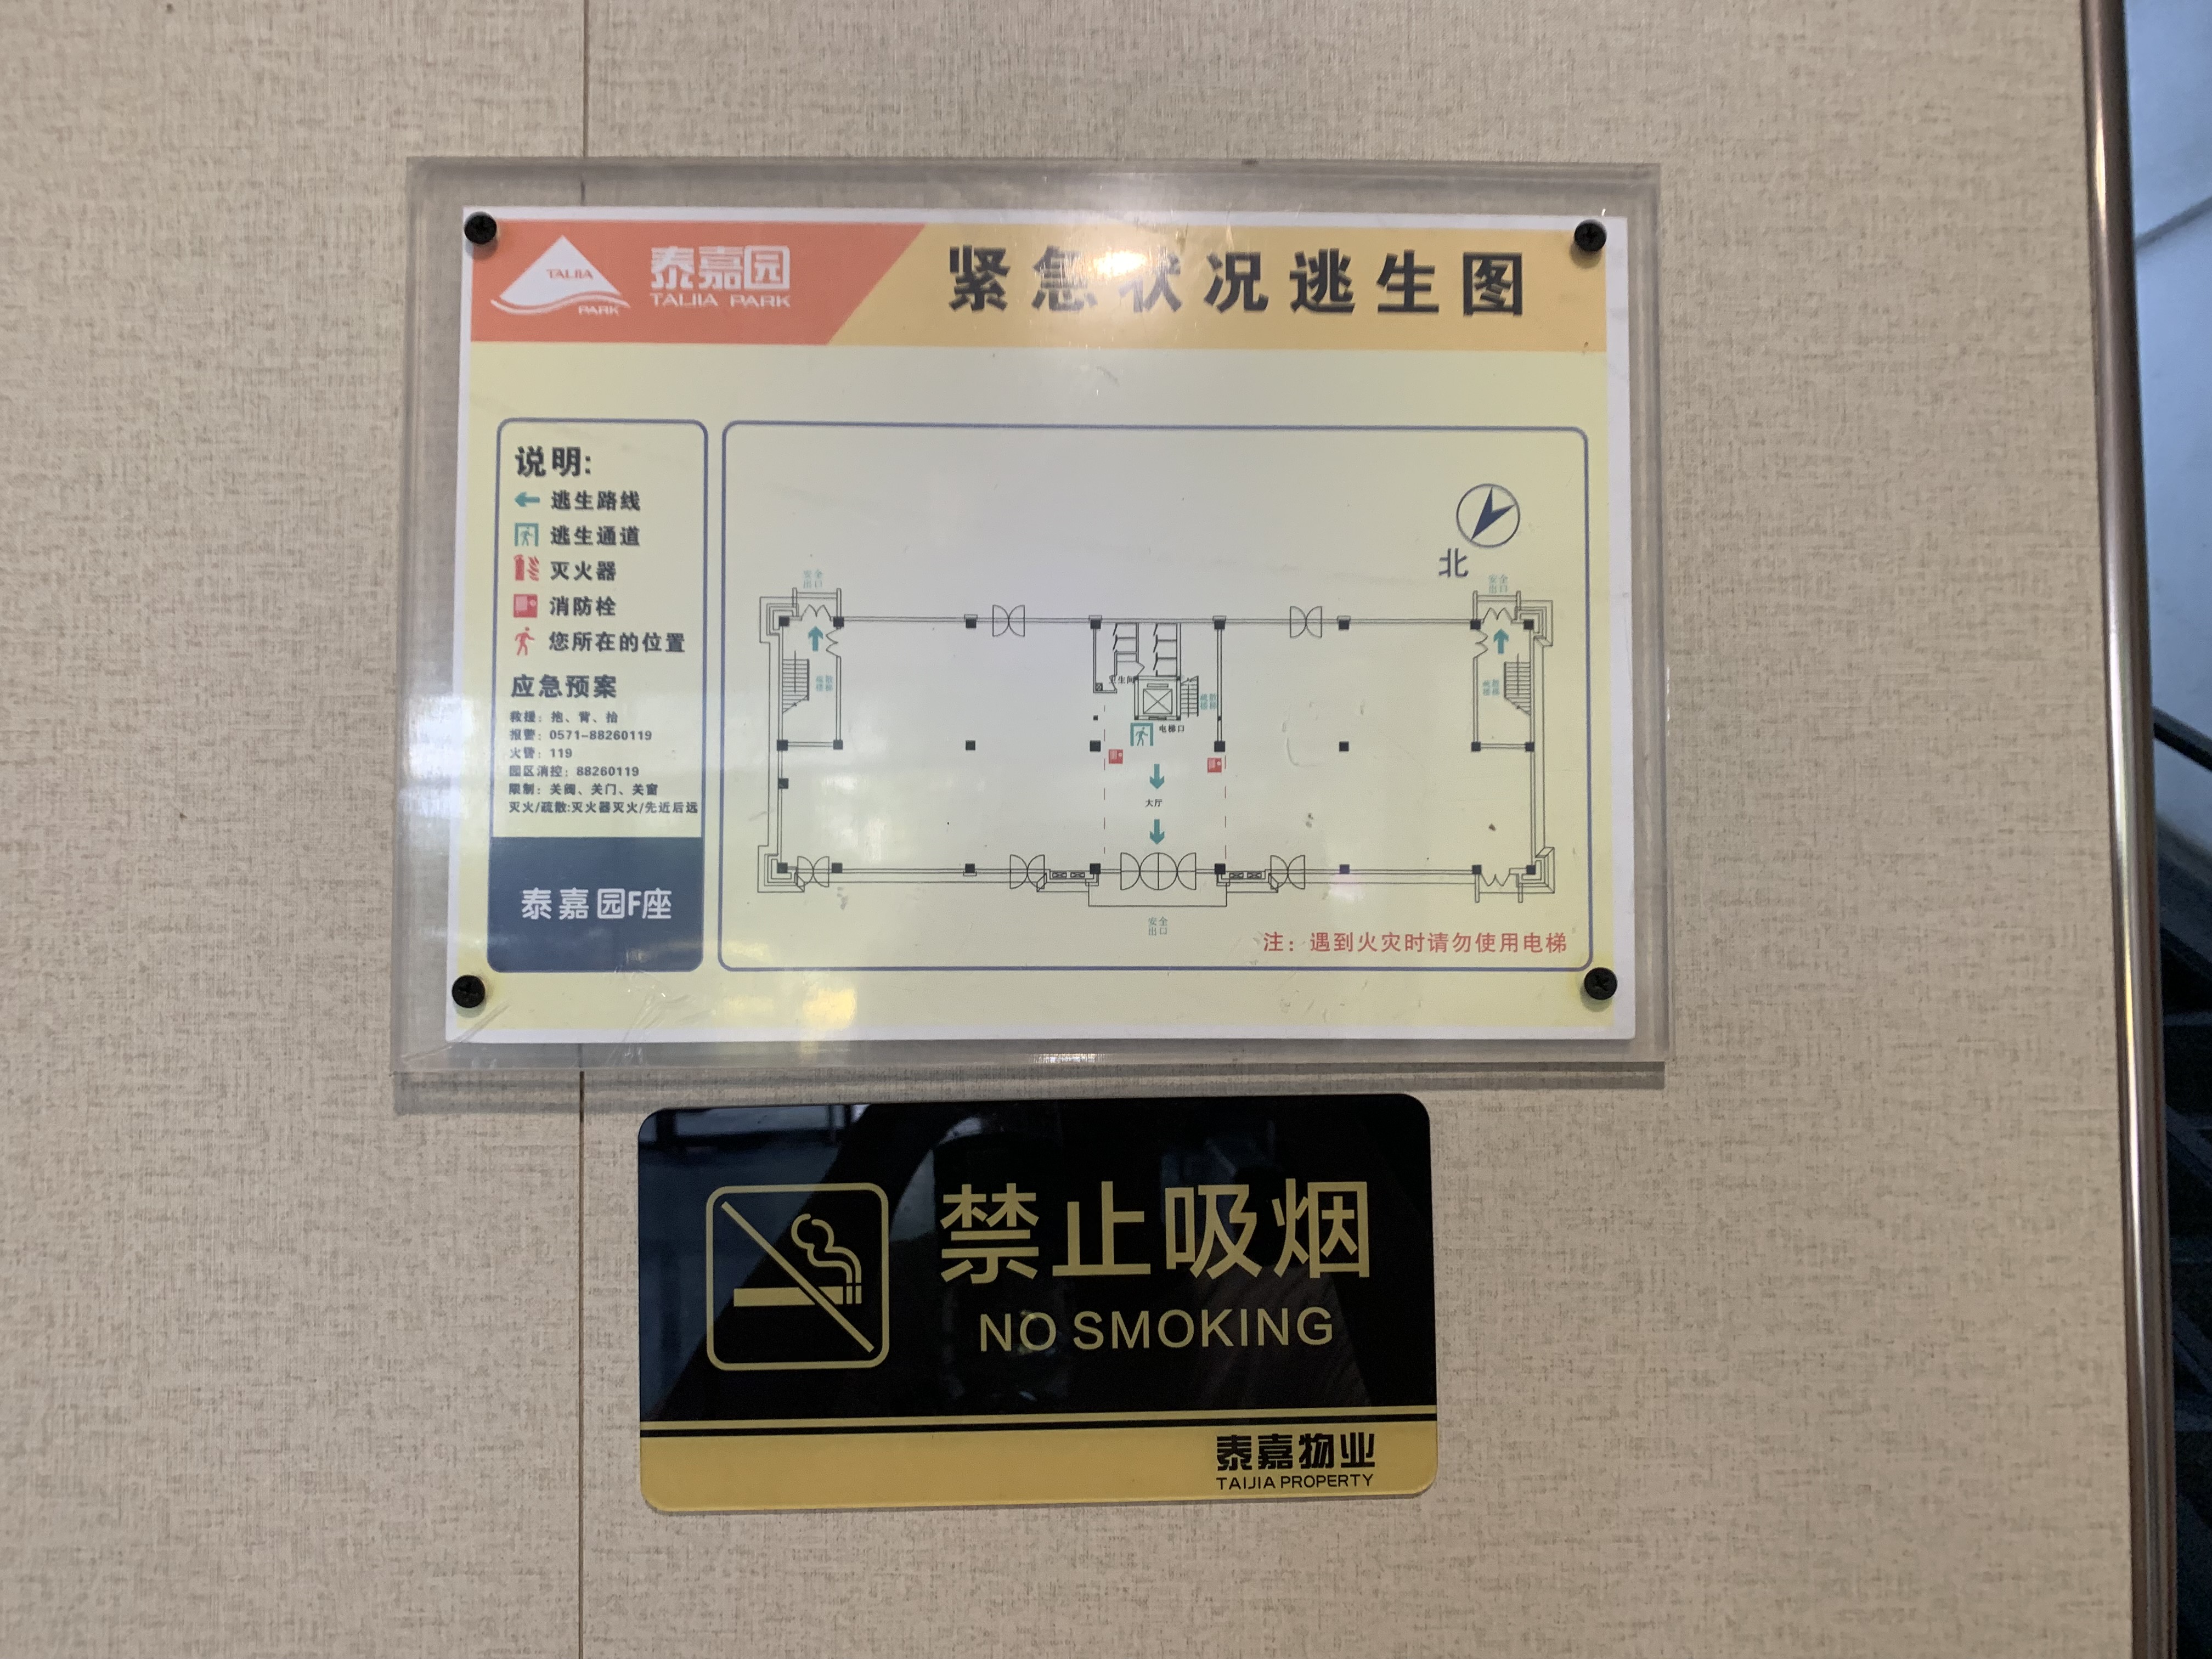 TAIJIA
PARK
泰嘉园
TAIJIA PARK
紧急状况逃生图
说明:
逃生路线
逃生通道
灭火器
消防栓
您所在的位置
应急预案
救援：抱、背、抬
报警：0571-88260119
火警：119
园区消控：88260119
限制：关阀、关门、关窗
灭火/疏散:灭火器灭火/先近后远
泰嘉园F座
北
安全
出口
安全
出口
卫生间
电梯口
大厅
安全
出口
注：遇到火灾时请勿使用电梯
禁止吸烟
NO SMOKING
泰嘉物业
TAIJIA PROPERTY